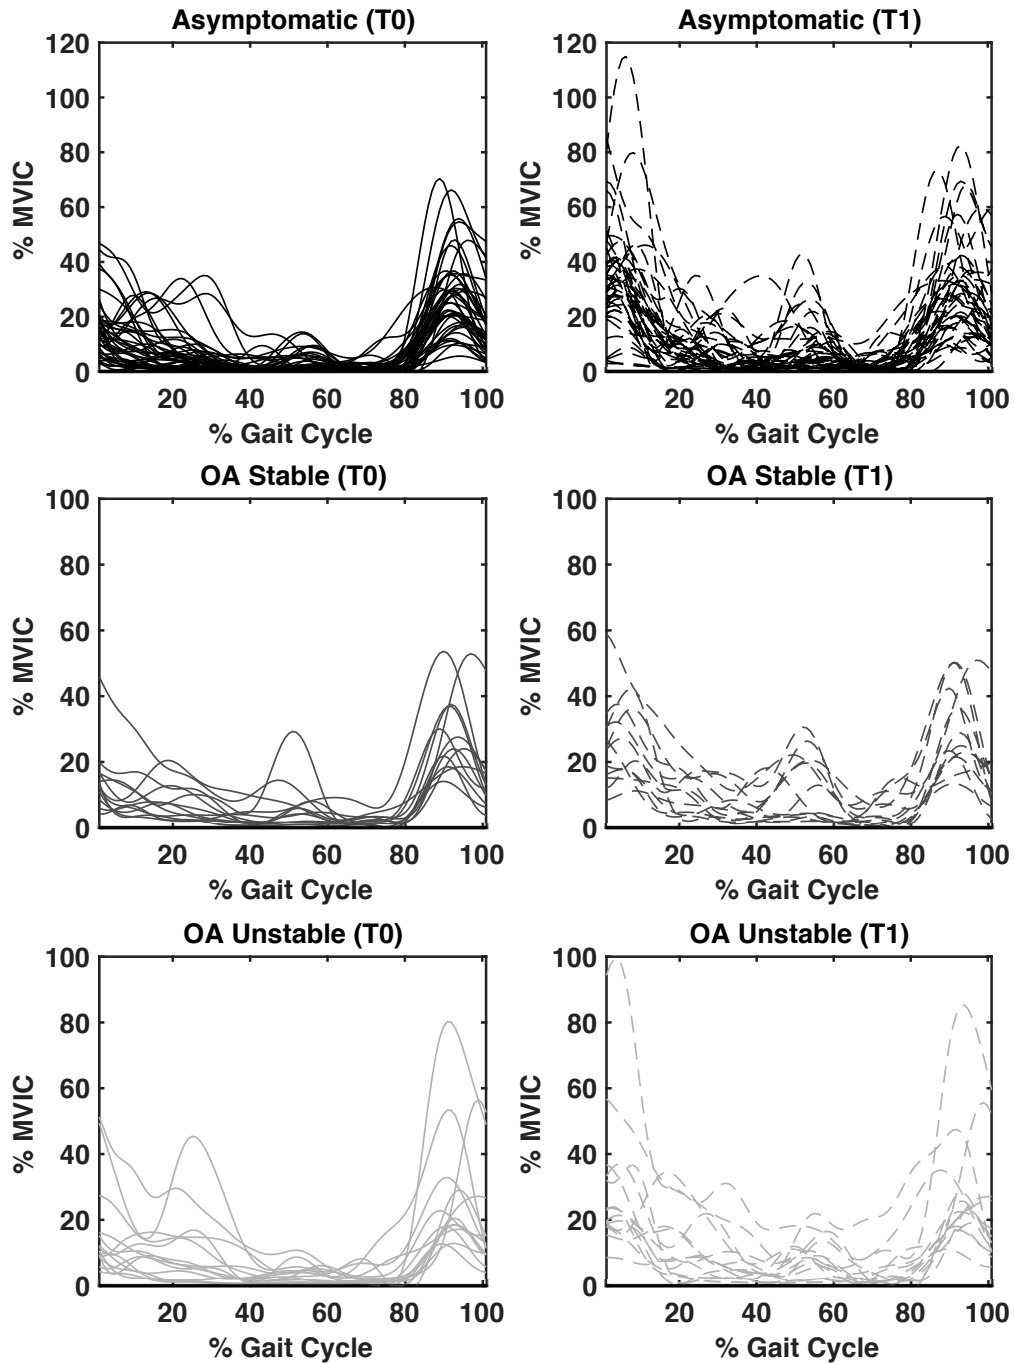 Asymptomatic (T0)
120
100
80
60
40
20
0
% MVIC
20 40 60 80 100
% Gait Cycle
Asymptomatic (T1)
120
100
80
60
40
20
0
% MVIC
20 40 60 80 100
% Gait Cycle
OA Stable (T0)
100
80
60
40
20
0
% MVIC
20 40 60 80 100
% Gait Cycle
OA Stable (T1)
100
80
60
40
20
0
% MVIC
20 40 60 80 100
% Gait Cycle
OA Unstable (T0)
100
80
60
40
20
0
% MVIC
20 40 60 80 100
% Gait Cycle
OA Unstable (T1)
100
80
60
40
20
0
% MVIC
20 40 60 80 100
% Gait Cycle